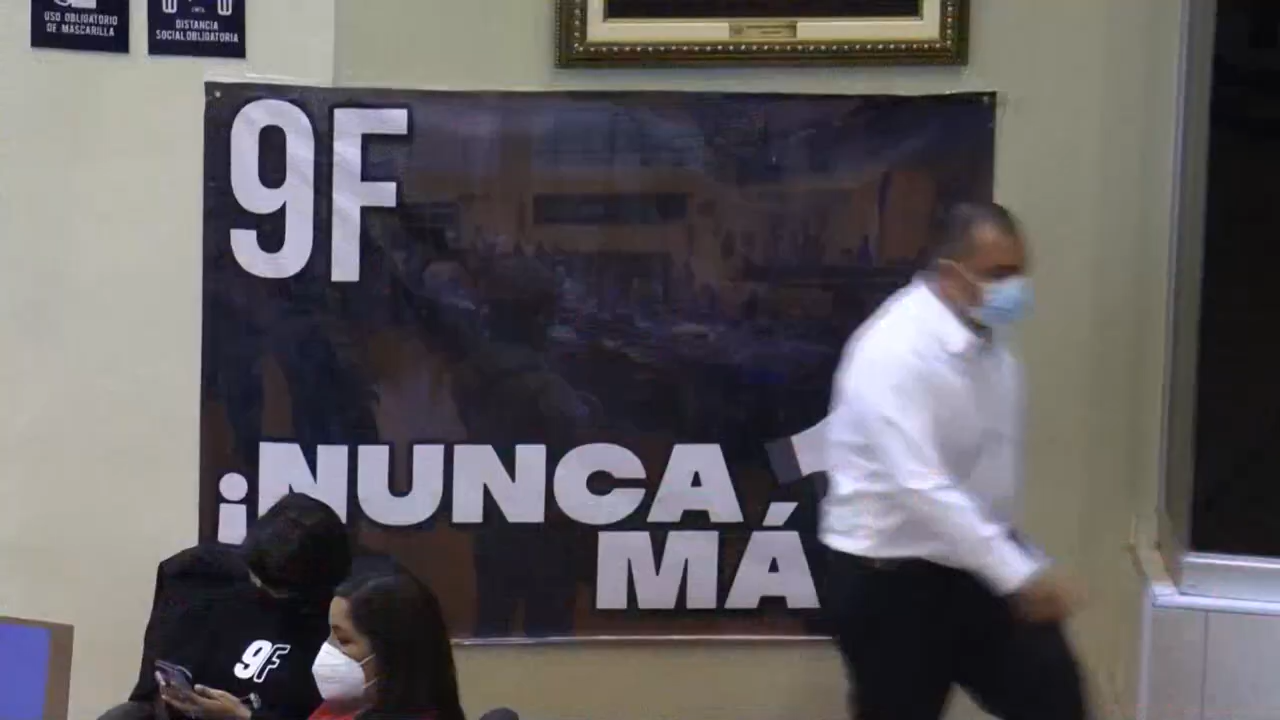 USO OBLIGATORIO
DE MASCARILLA
DISTANCIA
SOCIAL OBLIGATORIA
9F
¡NUNCA
MÁ
9F